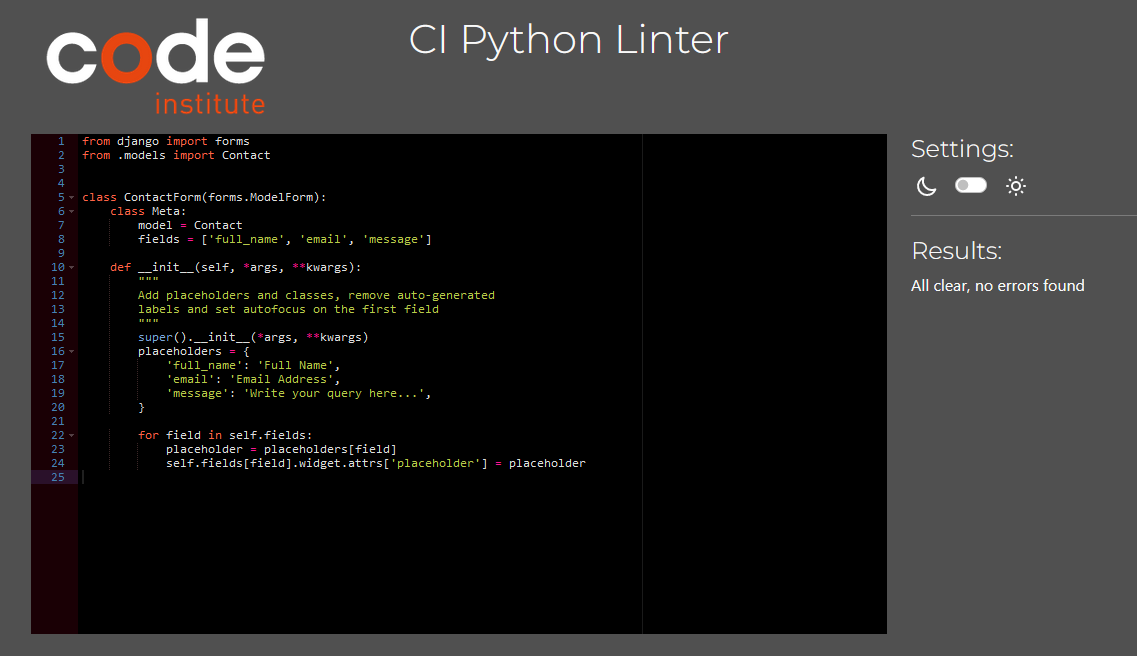 code
institute
CI Python Linter
1 from django import forms
2 from .models import Contact
3
4
5 class ContactForm(forms.ModelForm):
6     class Meta:
7         model = Contact
8         fields = ['full_name', 'email', 'message']
9
10     def __init__(self, *args, **kwargs):
11         """
12         Add placeholders and classes, remove auto-generated
13         labels and set autofocus on the first field
14         """
15         super().__init__(*args, **kwargs)
16         placeholders = {
17             'full_name': 'Full Name',
18             'email': 'Email Address',
19             'message': 'Write your query here...',
20         }
21
22         for field in self.fields:
23             placeholder = placeholders[field]
24             self.fields[field].widget.attrs['placeholder'] = placeholder
25
Settings:
Results:
All clear, no errors found